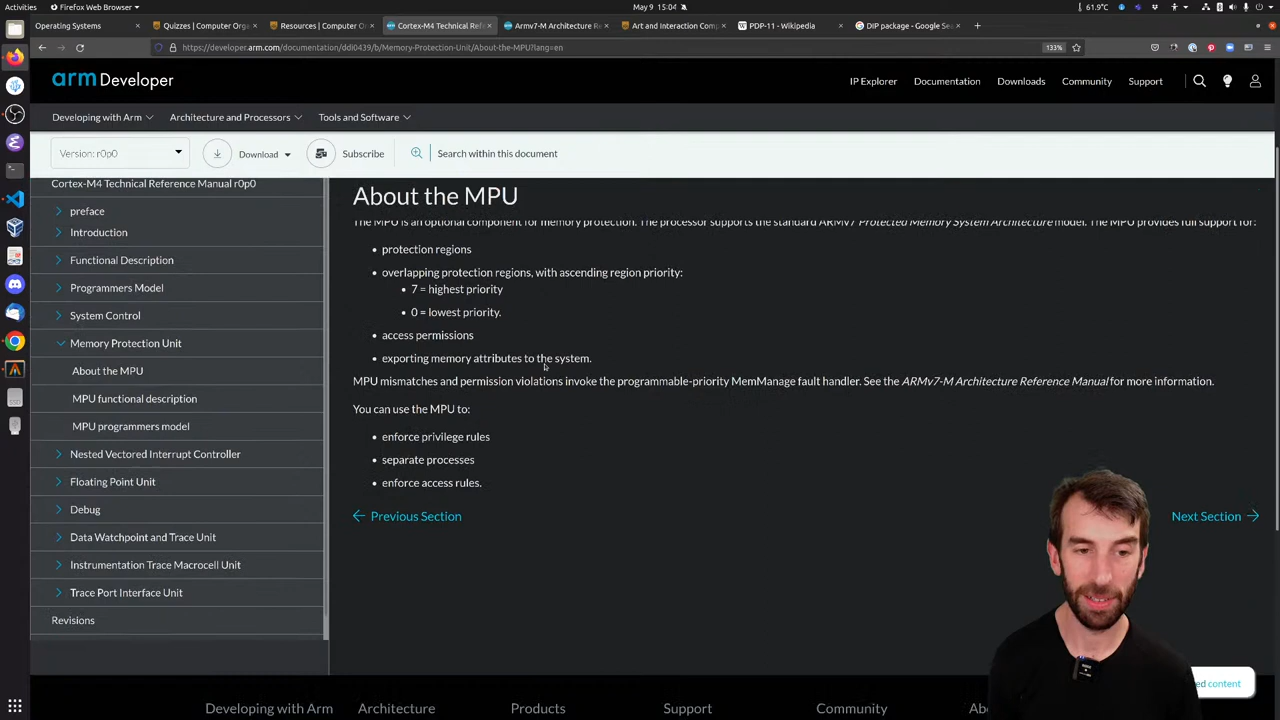 Activities
Firefox Web Browser
May 9 15:04
61.9°C
Operating Systems
Quizzes | Computer Orga
Resources | Computer Or
Cortex-M4 Technical Refe
Armv7-M Architecture Re
Art and Interaction Comp
PDP-11 - Wikipedia
DIP package - Google Sea
https://developer.arm.com/documentation/ddi0439/b/Memory-Protection-Unit/About-the-MPU?lang=en
133%
arm Developer
IP Explorer
Documentation
Downloads
Community
Support
Developing with Arm
Architecture and Processors
Tools and Software
Version: r0p0
Download
Subscribe
Search within this document
Cortex-M4 Technical Reference Manual r0p0
preface
Introduction
Functional Description
Programmers Model
System Control
Memory Protection Unit
About the MPU
MPU functional description
MPU programmers model
Nested Vectored Interrupt Controller
Floating Point Unit
Debug
Data Watchpoint and Trace Unit
Instrumentation Trace Macrocell Unit
Trace Port Interface Unit
Revisions
About the MPU
The MPU is an optional component for memory protection. The processor supports the standard ARMv7 Protected Memory System Architecture model. The MPU provides full support for:
• protection regions
• overlapping protection regions, with ascending region priority:
• 7 = highest priority
• 0 = lowest priority.
• access permissions
• exporting memory attributes to the system.
MPU mismatches and permission violations invoke the programmable-priority MemManage fault handler. See the ARMv7-M Architecture Reference Manual for more information.
You can use the MPU to:
• enforce privilege rules
• separate processes
• enforce access rules.
Previous Section
Next Section
content
Developing with Arm
Architecture
Products
Support
Community